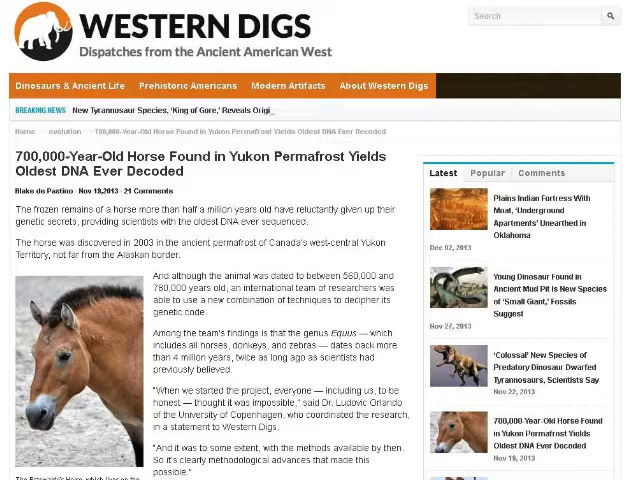 WESTERN DIGS
Dispatches from the Ancient American West
Search
Dinosaurs & Ancient Life
Prehistoric Americans
Modern Artifacts
About Western Digs
BREAKING NEWS
New Tyrannosaur Species, 'King of Gore,' Reveals Origi_
Home
evolution
700,000-Year-Old Horse Found in Yukon Permafrost Yields Oldest DNA Ever Decoded
700,000-Year-Old Horse Found in Yukon Permafrost Yields
Oldest DNA Ever Decoded
Blake de Pastino · Nov 19,2013 · 21 Comments
The frozen remains of a horse more than half a million years old have reluctantly given up their
genetic secrets, providing scientists with the oldest DNA ever sequenced.
The horse was discovered in 2003 in the ancient permafrost of Canada's west-central Yukon
Territory, not far from the Alaskan border.
And although the animal was dated to between 560,000 and
780,000 years old, an international team of researchers was
able to use a new combination of techniques to decipher its
genetic code.
Among the team's findings is that the genus Equus — which
includes all horses, donkeys, and zebras — dates back more
than 4 million years, twice as long ago as scientists had
previously believed.
"When we started the project, everyone — including us, to be
honest — thought it was impossible," said Dr. Ludovic Orlando
of the University of Copenhagen, who coordinated the research,
in a statement to Western Digs.
"And it was to some extent, with the methods available by then.
So it's clearly methodological advances that made this
possible."
Latest
Popular
Comments
Plains Indian Fortress With
Moat, 'Underground
Apartments' Unearthed in
Oklahoma
Dec 02, 2013
Young Dinosaur Found in
Ancient Mud Pit Is New Species
of 'Small Giant,' Fossils
Suggest
Nov 27, 2013
'Colossal' New Species of
Predatory Dinosaur Dwarfed
Tyrannosaurs, Scientists Say
Nov 22, 2013
700,000-Year-Old Horse Found
in Yukon Permafrost Yields
Oldest DNA Ever Decoded
Nov 19, 2013